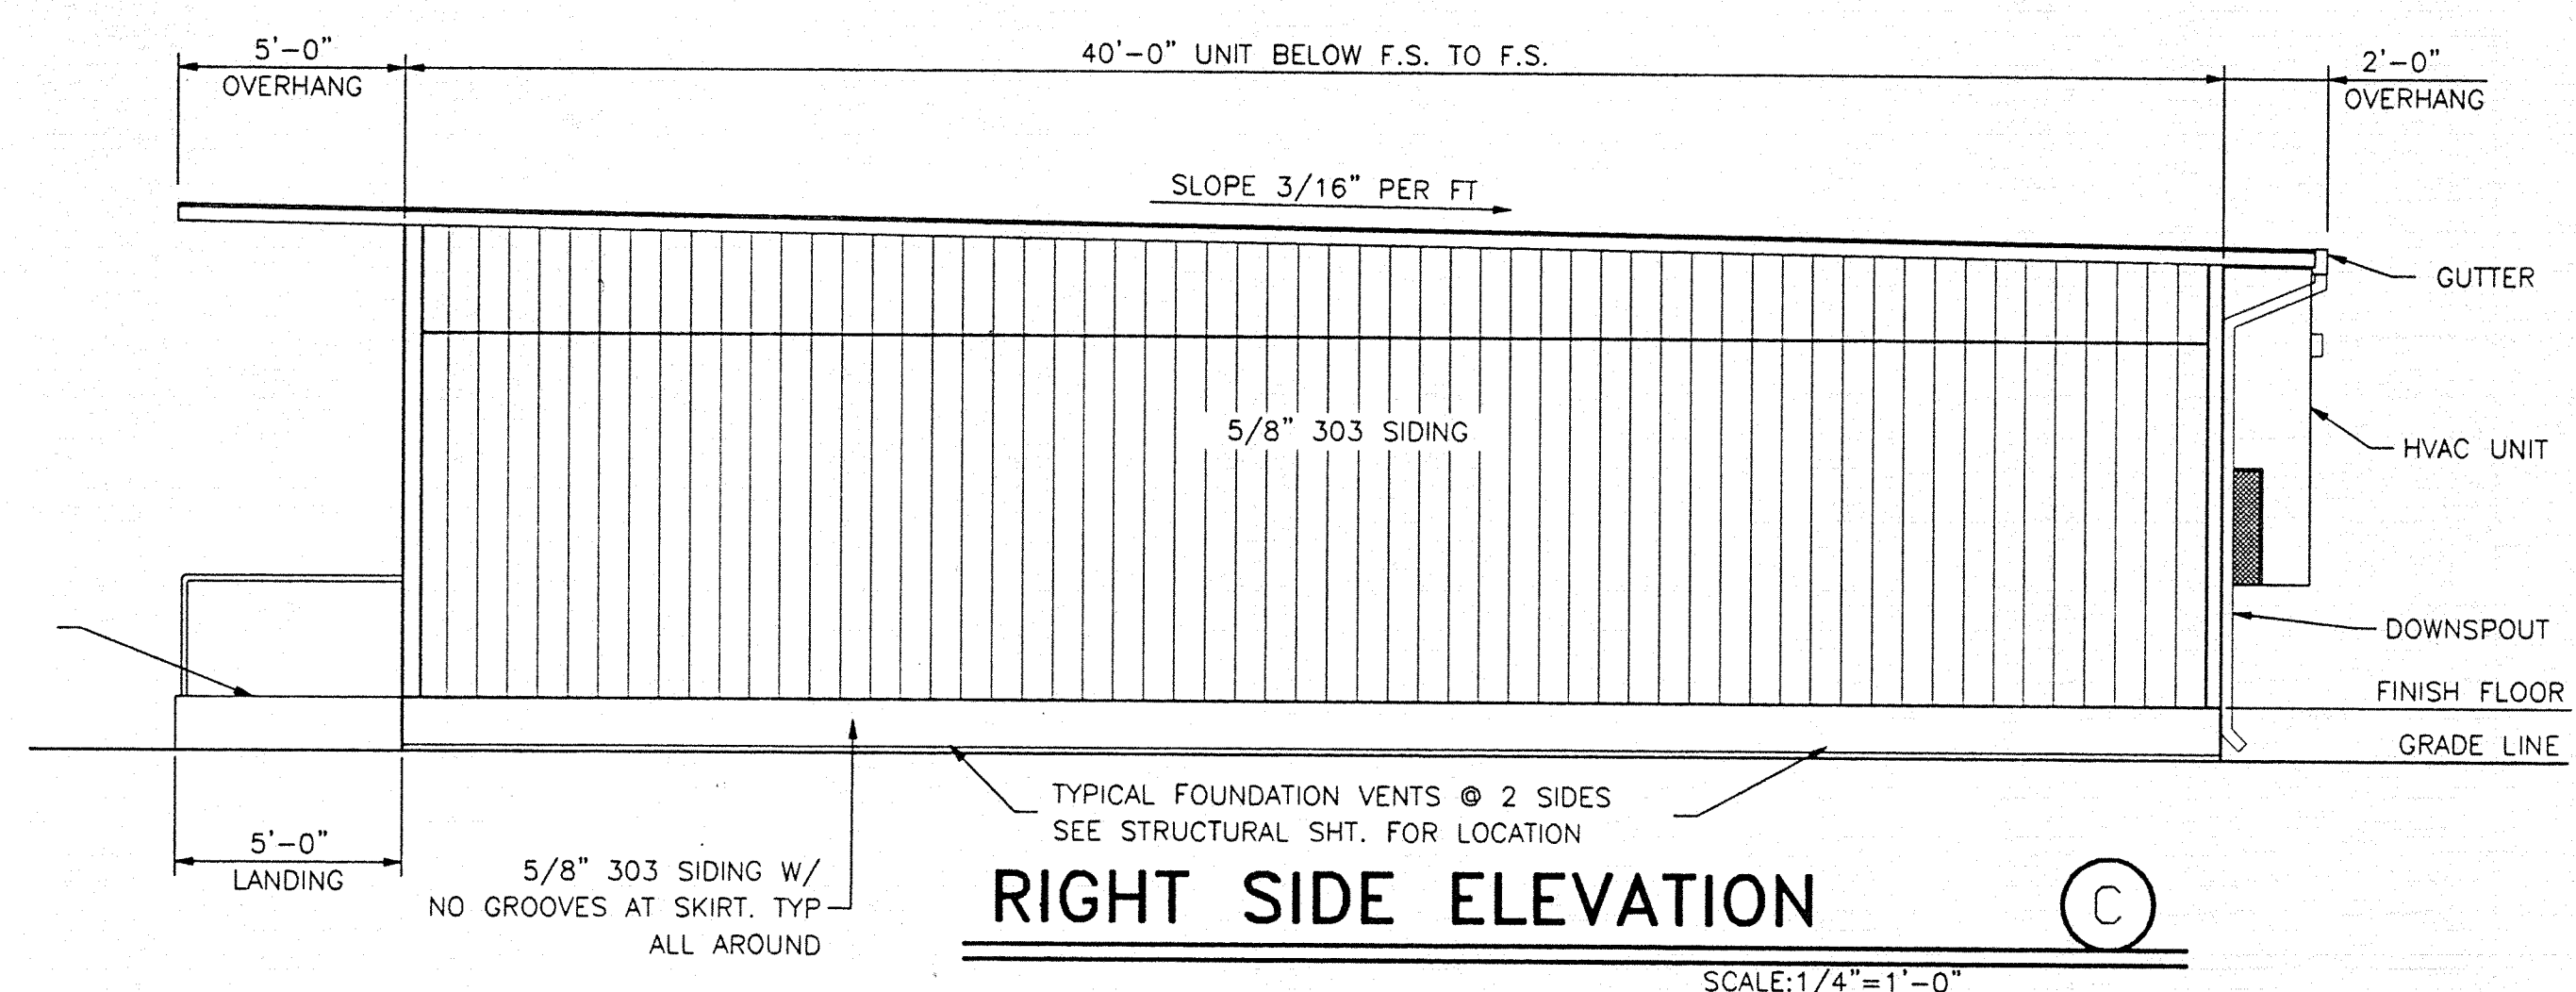 5'-0"
OVERHANG
40'-0" UNIT BELOW F.S. TO F.S.
2'-0"
OVERHANG
SLOPE 3/16" PER FT
GUTTER
5/8" 303 SIDING
HVAC UNIT
DOWNSPOUT
FINISH FLOOR
GRADE LINE
TYPICAL FOUNDATION VENTS @ 2 SIDES
SEE STRUCTURAL SHT. FOR LOCATION
5'-0"
LANDING
5/8" 303 SIDING W/
NO GROOVES AT SKIRT. TYP
ALL AROUND
RIGHT SIDE ELEVATION
C
SCALE:1/4"=1'-0"